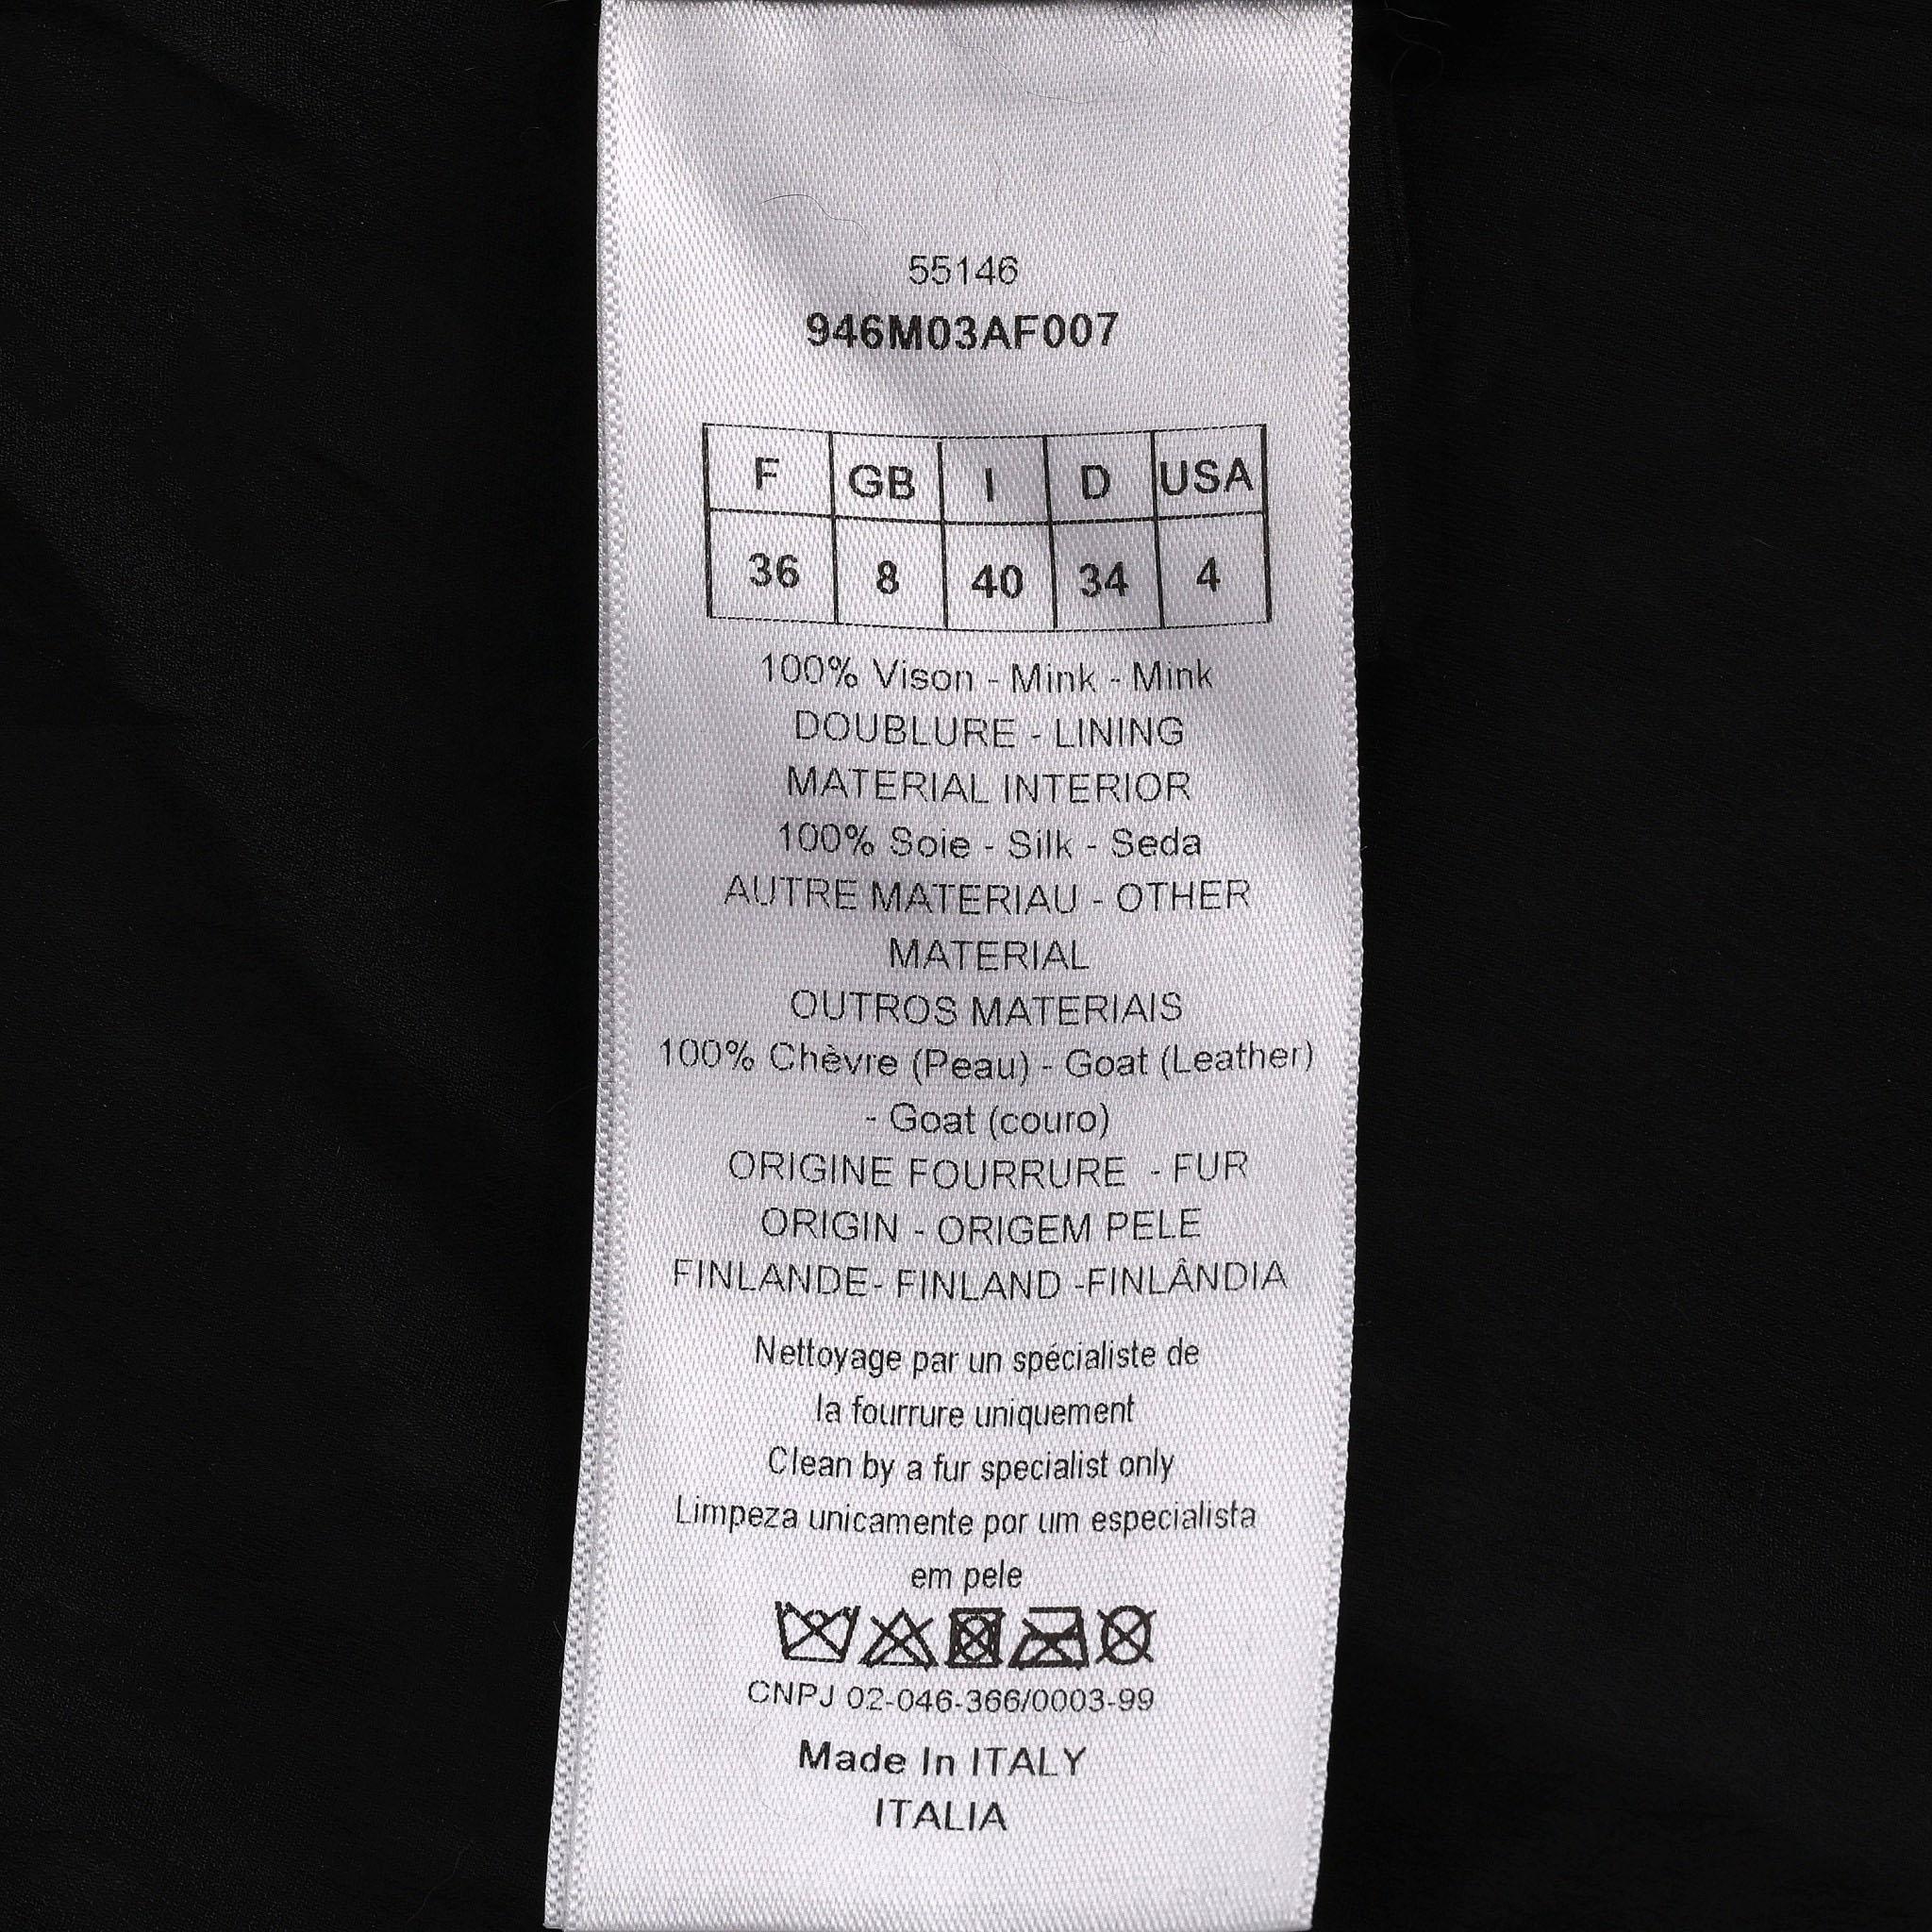 55146
946M03AF007
F GB I D USA
36 8 40 34 4
100% Vison - Mink - Mink
DOUBLURE - LINING
MATERIAL INTERIOR
100% Soie - Silk - Seda
AUTRE MATERIAU - OTHER
MATERIAL
OUTROS MATERIAIS
100% Chèvre (Peau) - Goat (Leather)
- Goat (couro)
ORIGINE FOURRURE - FUR
ORIGIN - ORIGEM PELE
FINLANDE- FINLAND -FINLÂNDIA
Nettoyage par un spécialiste de
la fourrure uniquement
Clean by a fur specialist only
Limpeza unicamente por um especialista
em pele
CNPJ 02-046-366/0003-99
Made In ITALY
ITALIA